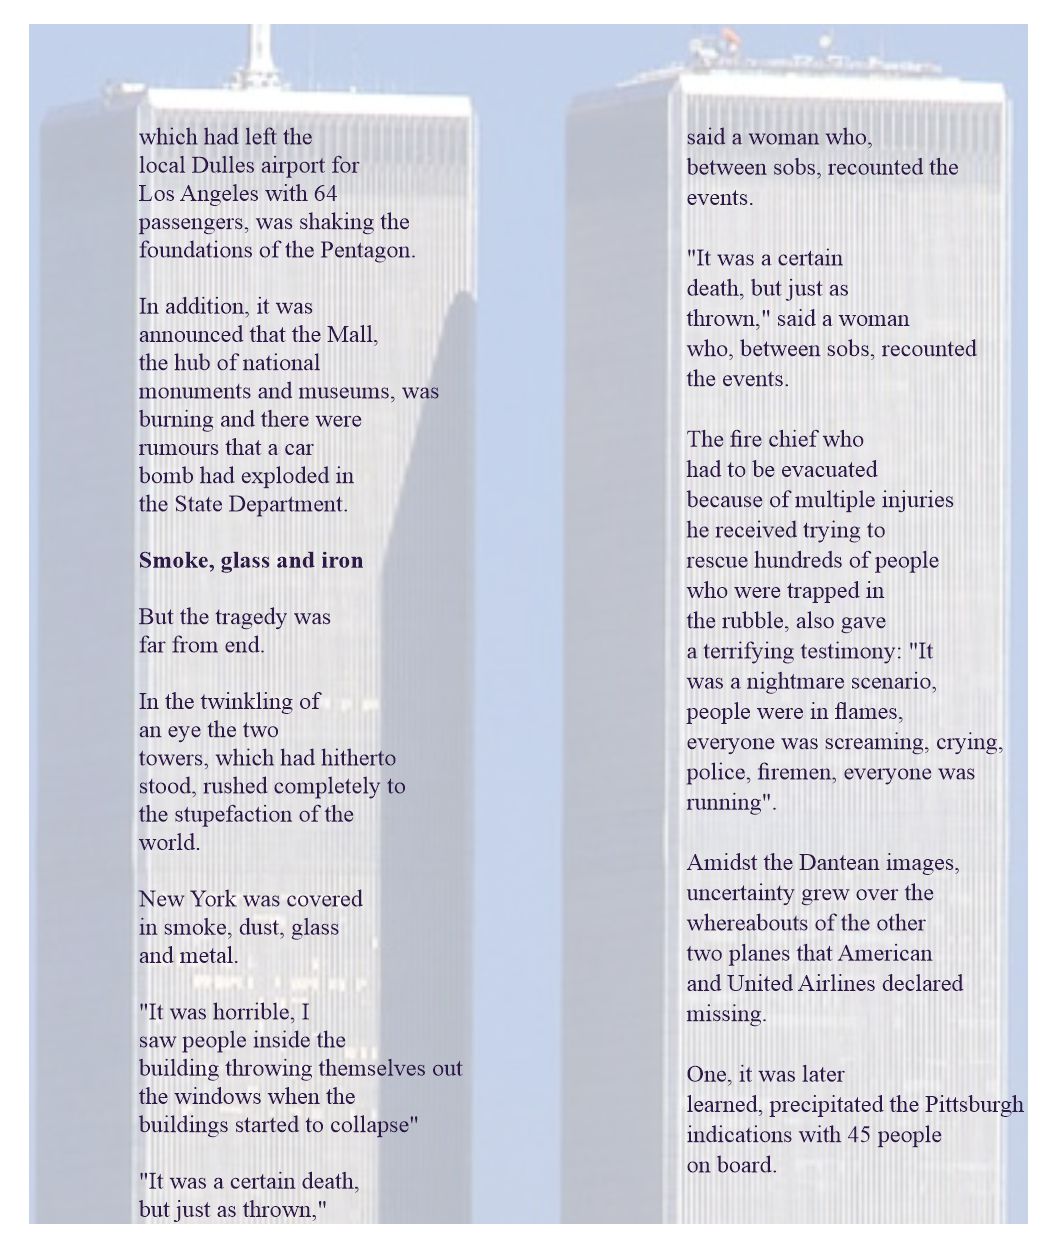 which had left the
local Dulles airport for
Los Angeles with 64
passengers, was shaking the
foundations of the Pentagon.
In addition, it was
announced that the Mall,
the hub of national
monuments and museums, was
burning and there were
rumours that a car
bomb had exploded in
the State Department.
Smoke, glass and iron
But the tragedy was
far from end.
In the twinkling of
an eye the two
towers, which had hitherto
stood, rushed completely to
the stupefaction of the
world.
New York was covered
in smoke, dust, glass
and metal.
"It was horrible, I
saw people inside the
building throwing themselves out
the windows when the
buildings started to collapse"
"It was a certain death,
but just as thrown,"
said a woman who,
between sobs, recounted the
events.
"It was a certain
death, but just as
thrown," said a woman
who, between sobs, recounted
the events.
The fire chief who
had to be evacuated
because of multiple injuries
he received trying to
rescue hundreds of people
who were trapped in
the rubble, also gave
a terrifying testimony: "It
was a nightmare scenario,
people were in flames,
everyone was screaming, crying,
police, firemen, everyone was
running".
Amidst the Dantean images,
uncertainty grew over the
whereabouts of the other
two planes that American
and United Airlines declared
missing.
One, it was later
learned, precipitated the Pittsburgh
indications with 45 people
on board.